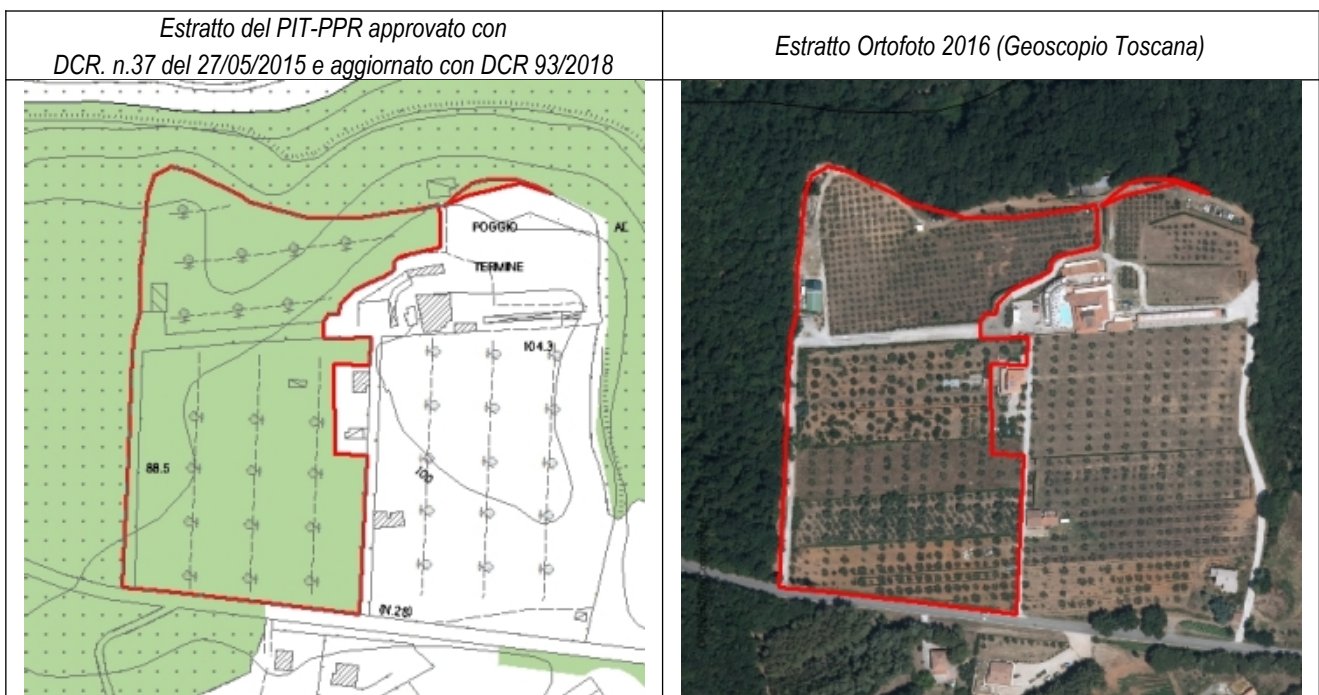 Estratto del PIT-PPR approvato con
DCR. n.37 del 27/05/2015 e aggiornato con DCR 93/2018
Estratto Ortofoto 2016 (Geoscopio Toscana)
POGGIO AL
TERMINE
104.3
88.5
100
(N.28)